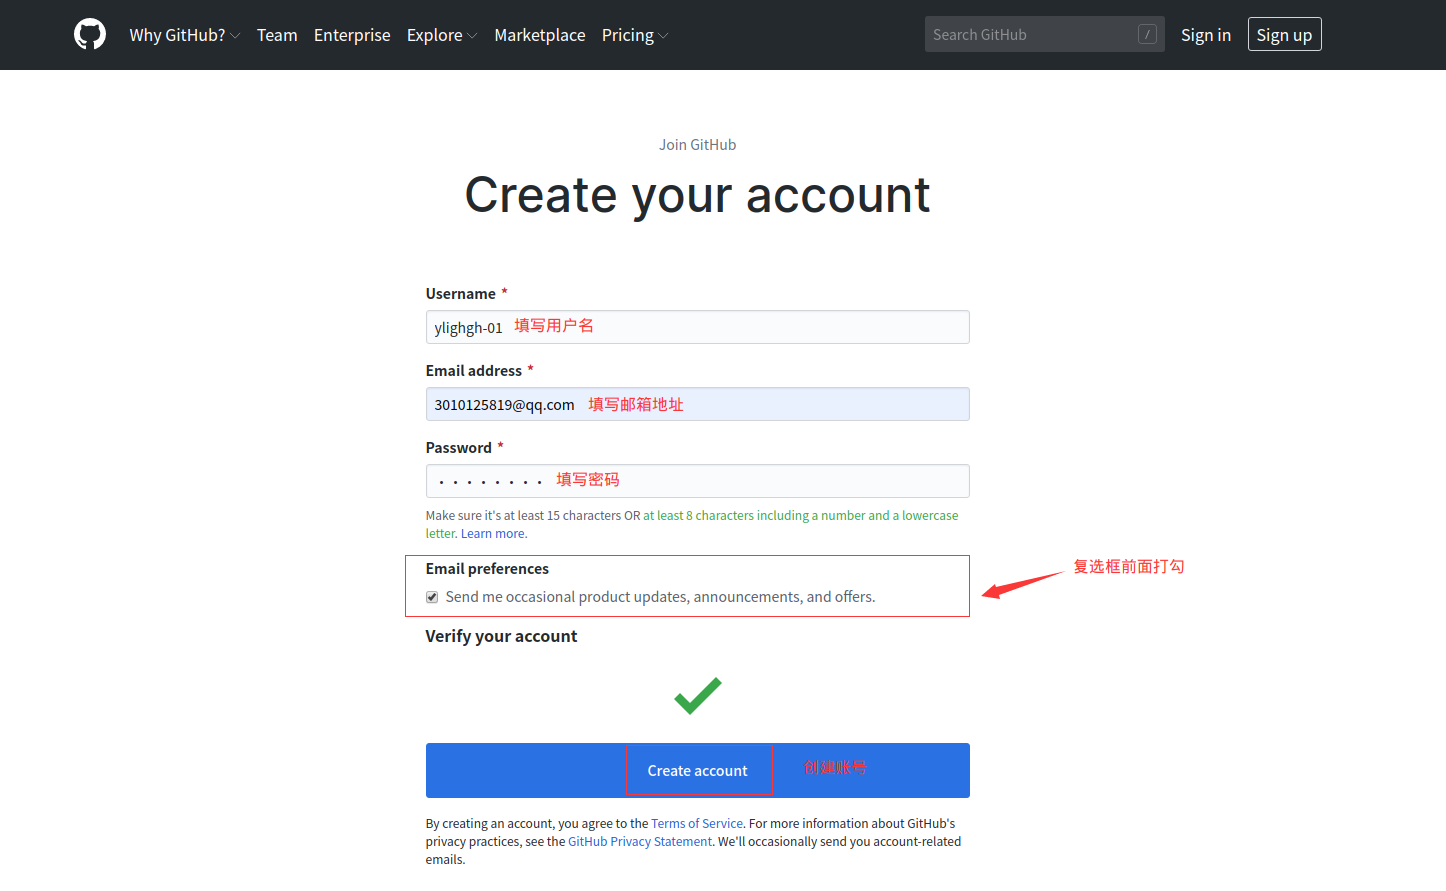 Why GitHub? Team Enterprise Explore Marketplace Pricing Search GitHub / Sign in Sign up
Join GitHub
Create your account
Username *
ylighgh-01 填写用户名
Email address *
3010125819@qq.com 填写邮箱地址
Password *
········ 填写密码
Make sure it's at least 15 characters OR at least 8 characters including a number and a lowercase
letter. Learn more.
Email preferences
复选框前面打勾
Send me occasional product updates, announcements, and offers.
Verify your account
Create account 创建账号
By creating an account, you agree to the Terms of Service. For more information about GitHub's
privacy practices, see the GitHub Privacy Statement. We'll occasionally send you account-related
emails.